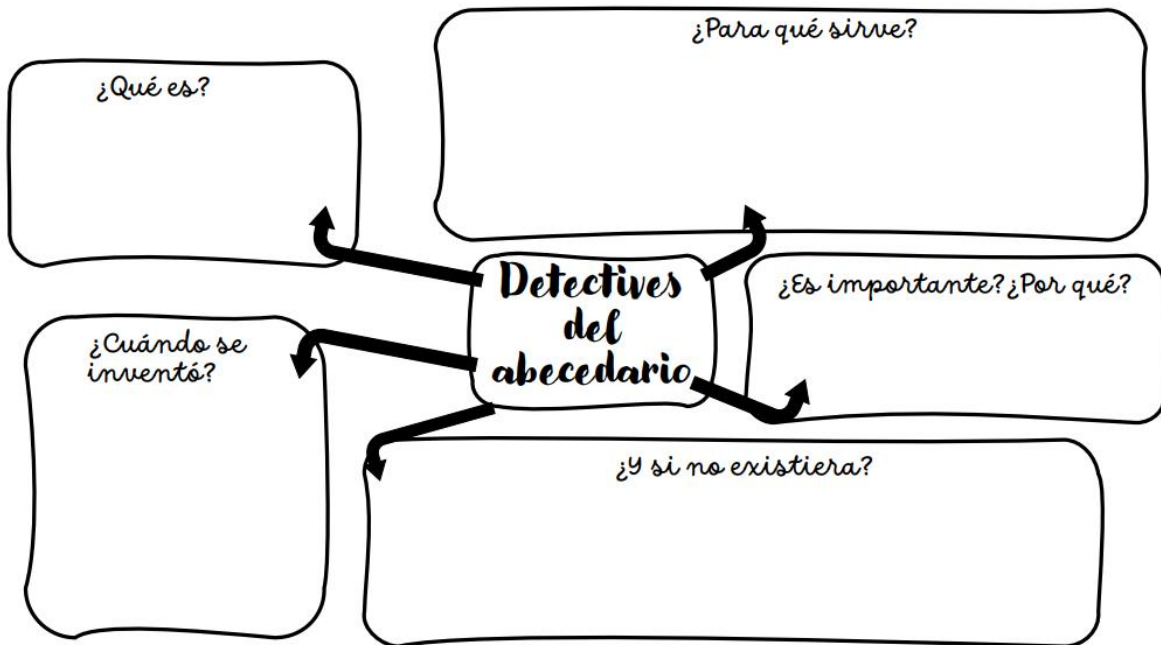 ¿Para qué sirve?
¿Qué es?
Detectives
del
abecedario
¿Es importante?¿Por qué?
¿Cuándo se
inventó?
¿Y si no existiera?